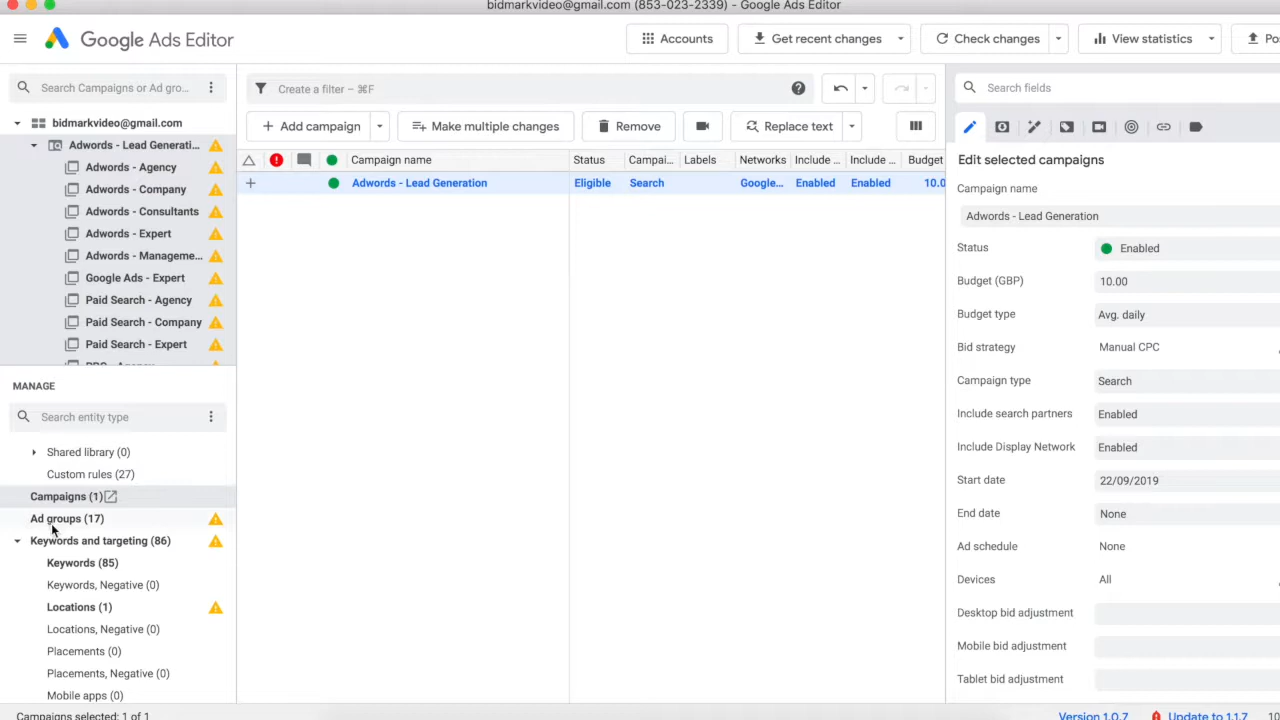 bidmarkvideo@gmail.com (853-023-2339) - Google Ads Editor
Google Ads Editor
Accounts
Get recent changes
Check changes
View statistics
Search Campaigns or Ad gro...
Create a filter – ⌘F
Search fields
bidmarkvideo@gmail.com
Adwords - Lead Generati...
Adwords - Agency
Adwords - Company
Adwords - Consultants
Adwords - Expert
Adwords - Manageme...
Google Ads - Expert
Paid Search - Agency
Paid Search - Company
Paid Search - Expert
Add campaign
Make multiple changes
Remove
Replace text
Campaign name Status Campai... Labels Networks Include ... Include ... Budget
Adwords - Lead Generation Eligible Search Google... Enabled Enabled 10.0
MANAGE
Search entity type
Shared library (0)
Custom rules (27)
Campaigns (1)
Ad groups (17)
Keywords and targeting (86)
Keywords (85)
Keywords, Negative (0)
Locations (1)
Locations, Negative (0)
Placements (0)
Placements, Negative (0)
Mobile apps (0)
Edit selected campaigns
Campaign name
Adwords - Lead Generation
Status Enabled
Budget (GBP) 10.00
Budget type Avg. daily
Bid strategy Manual CPC
Campaign type Search
Include search partners Enabled
Include Display Network Enabled
Start date 22/09/2019
End date None
Ad schedule None
Devices All
Desktop bid adjustment
Mobile bid adjustment
Tablet bid adjustment
Campaigns selected: 1 of 1
Version 1.0.7 Update to 1.1.7